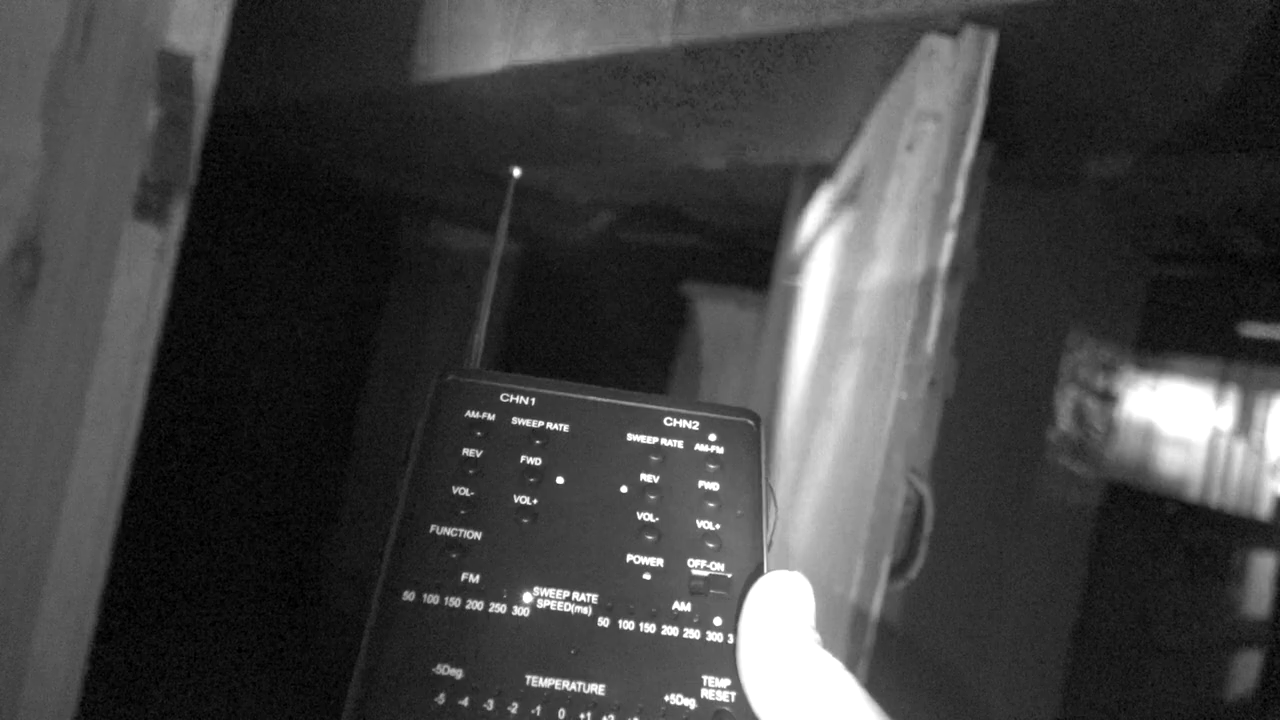 CHN1 CHN2
AM-FM SWEEP RATE SWEEP RATE AM-FM
REV FWD REV FWD
VOL- VOL+ VOL- VOL+
FUNCTION POWER OFF-ON
FM SWEEP RATE SPEED(ms) AM
50 100 150 200 250 300 50 100 150 200 250 300 3
-5Deg. TEMPERATURE +5Deg. TEMP RESET
-5 -4 -3 -2 -1 0 +1